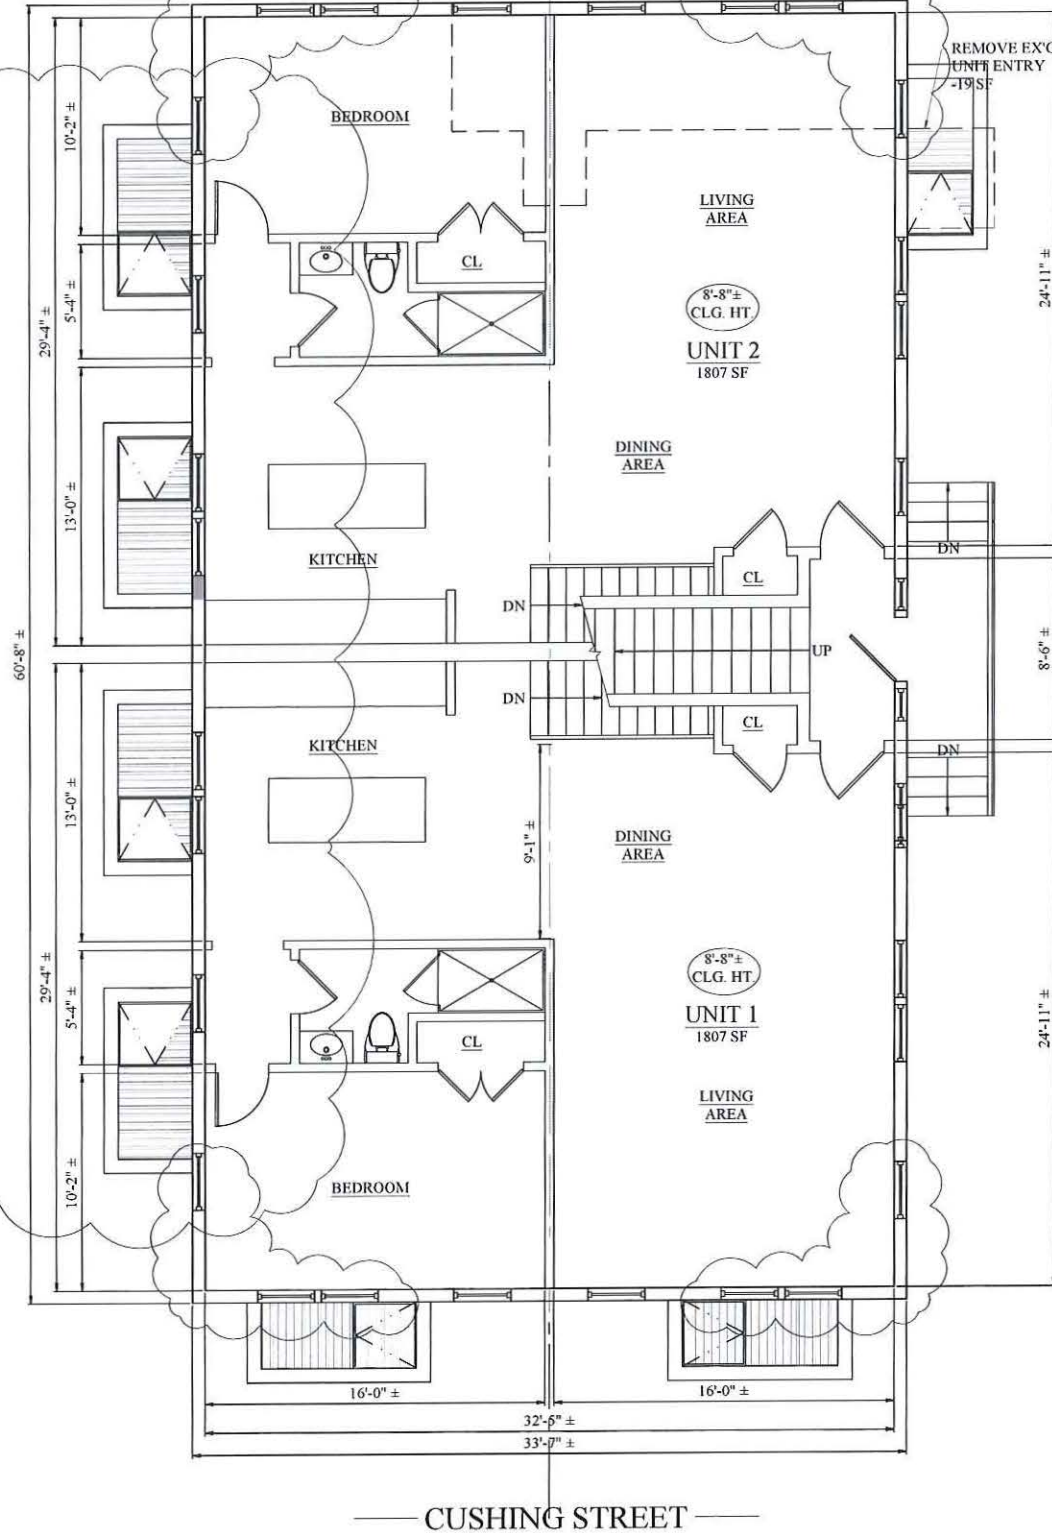 REMOVE EX'G
UNIT ENTRY
-19 SF
10'-2" ±
BEDROOM
LIVING
AREA
CL
5'-4" ±
24'-11" ±
8'-8"±
CLG. HT.
29'-4" ±
UNIT 2
1807 SF
DINING
AREA
13'-0" ±
KITCHEN
DN
CL
DN
60'-8" ±
UP
8'-6" ±
DN
CL
KITCHEN
DN
13'-0" ±
9'-1" ±
DINING
AREA
8'-8"±
CLG. HT.
29'-4" ±
5'-4" ±
UNIT 1
1807 SF
24'-11" ±
CL
LIVING
AREA
10'-2" ±
BEDROOM
16'-0" ±
16'-0" ±
32'-5" ±
33'-7" ±
CUSHING STREET